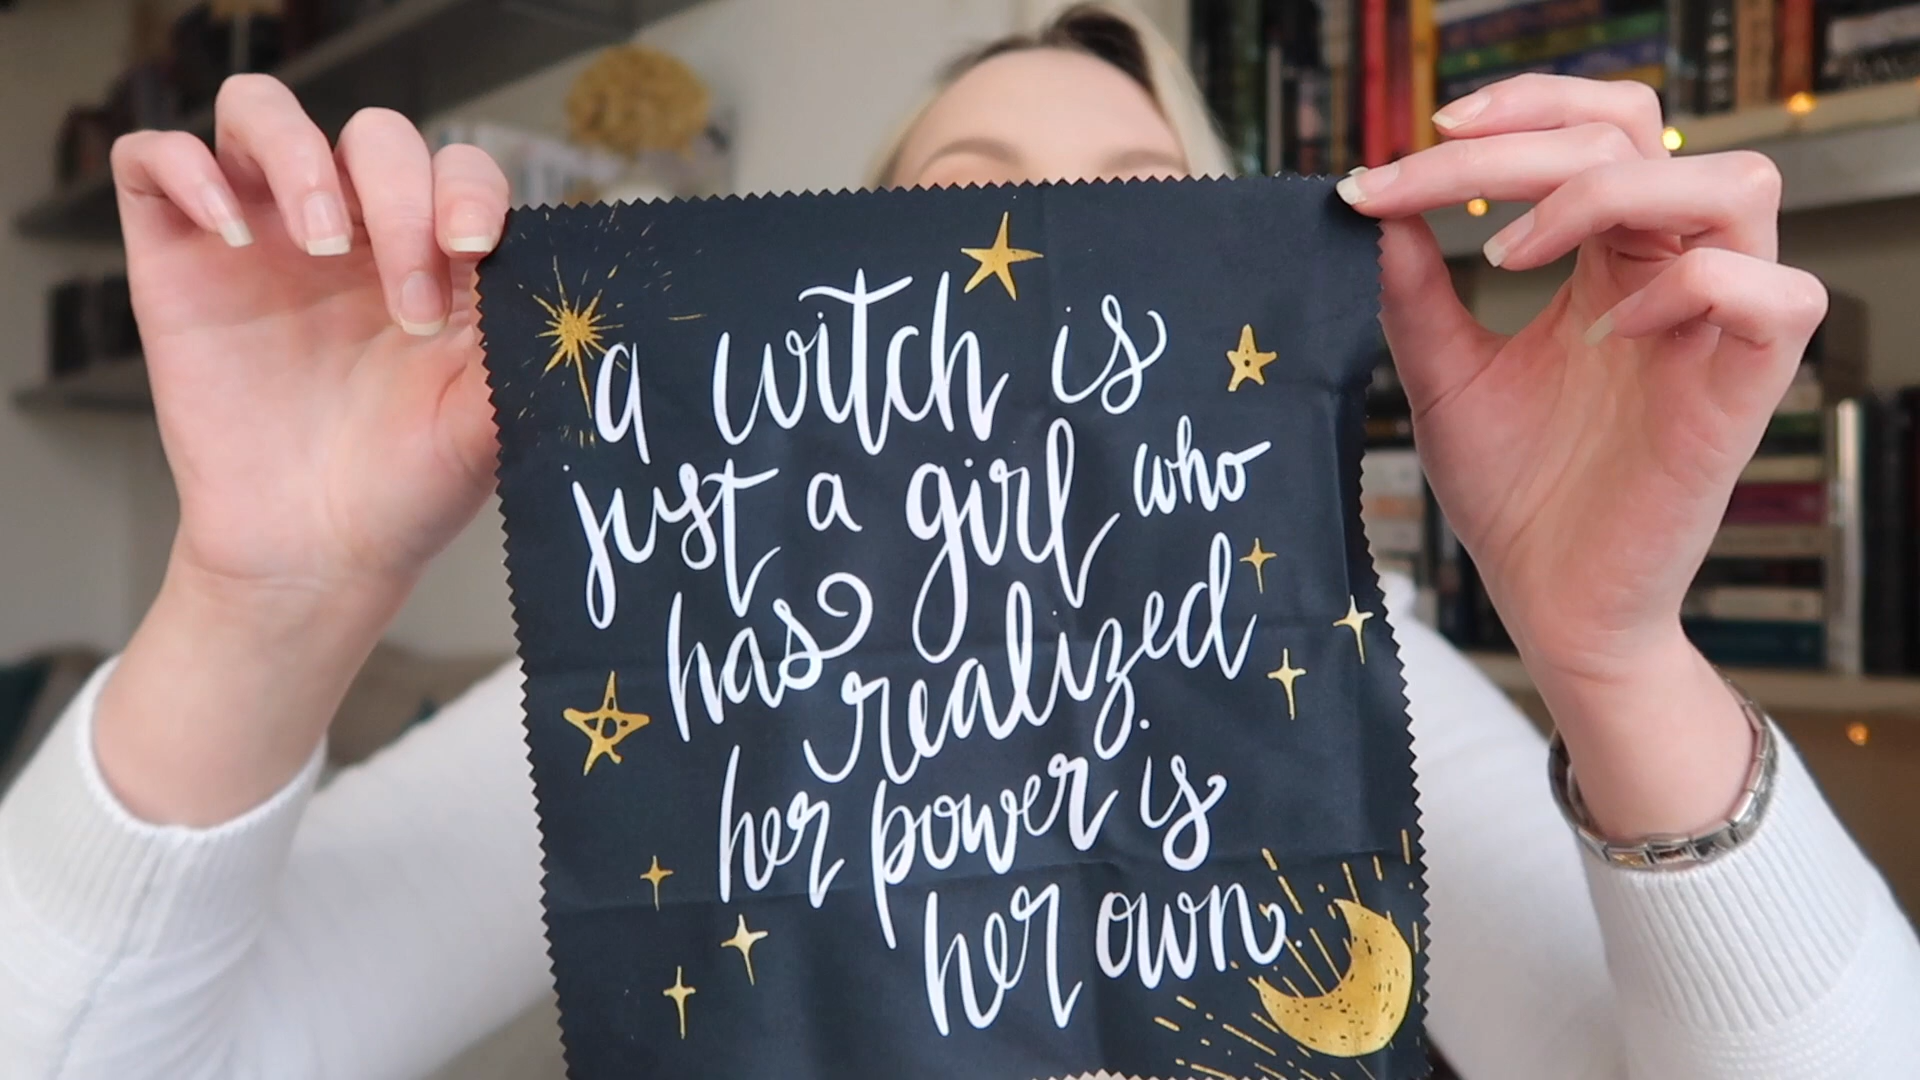 a witch is
just a girl who
has realized
her power is
her own.